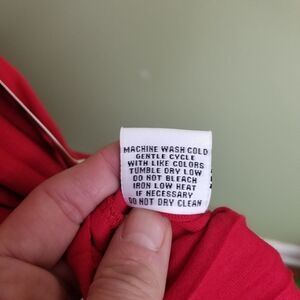 MACHINE WASH COLD
GENTLE CYCLE
WITH LIKE COLORS
TUMBLE DRY LOW
DO NOT BLEACH
IRON LOW HEAT
IF NECESSARY
DO NOT DRY CLEAN